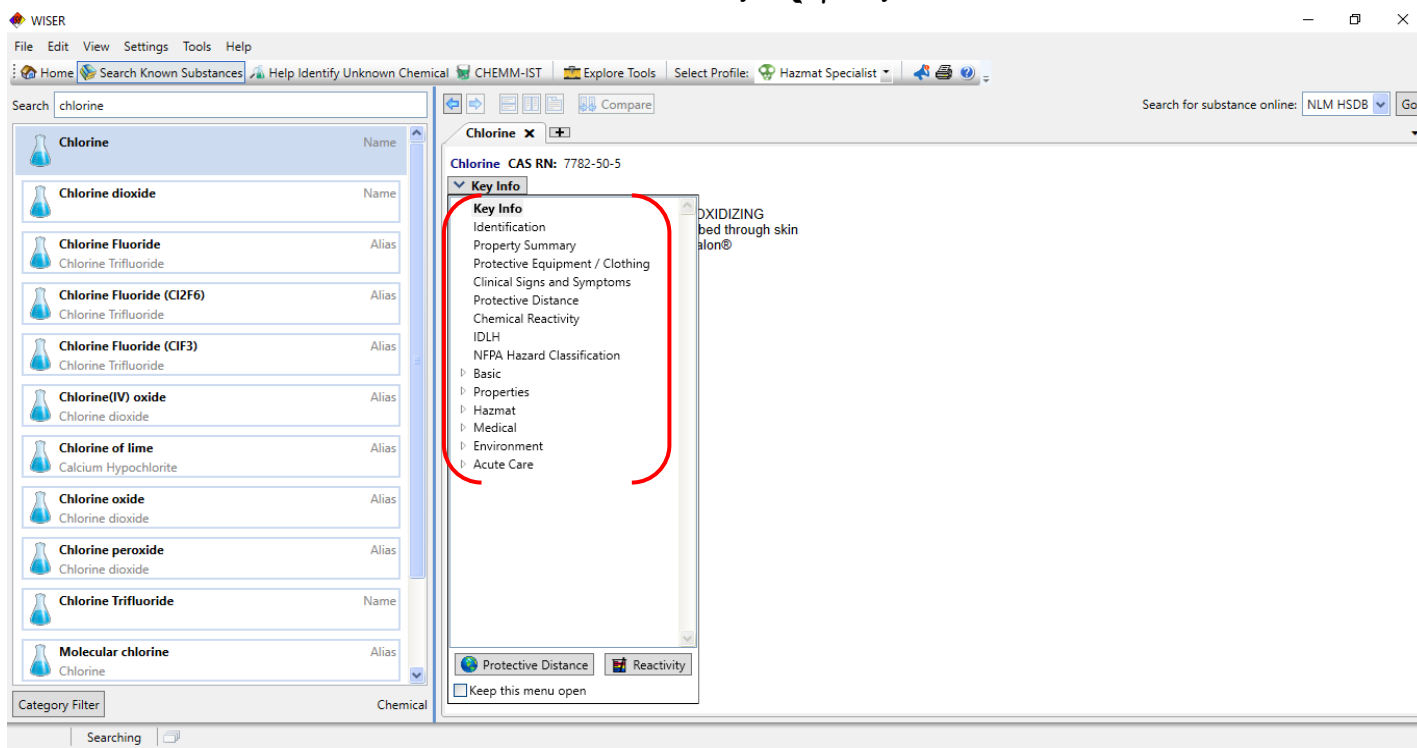 WISER
File Edit View Settings Tools Help
Home Search Known Substances Help Identify Unknown Chemical CHEMM-IST Explore Tools Select Profile: Hazmat Specialist
Search chlorine
Compare
Search for substance online: NLM HSDB Go
Chlorine Name
Chlorine dioxide Name
Chlorine Fluoride Alias
Chlorine Trifluoride
Chlorine Fluoride (Cl2F6) Alias
Chlorine Trifluoride
Chlorine Fluoride (ClF3) Alias
Chlorine Trifluoride
Chlorine(IV) oxide Alias
Chlorine dioxide
Chlorine of lime Alias
Calcium Hypochlorite
Chlorine oxide Alias
Chlorine dioxide
Chlorine peroxide Alias
Chlorine dioxide
Chlorine Trifluoride Name
Molecular chlorine Alias
Chlorine
Category Filter Chemical
Searching
Chlorine
Chlorine CAS RN: 7782-50-5
Key Info
Key Info
Identification
Property Summary
Protective Equipment / Clothing
Clinical Signs and Symptoms
Protective Distance
Chemical Reactivity
IDLH
NFPA Hazard Classification
Basic
Properties
Hazmat
Medical
Environment
Acute Care
OXIDIZING
bed through skin
alon®
Protective Distance Reactivity
Keep this menu open